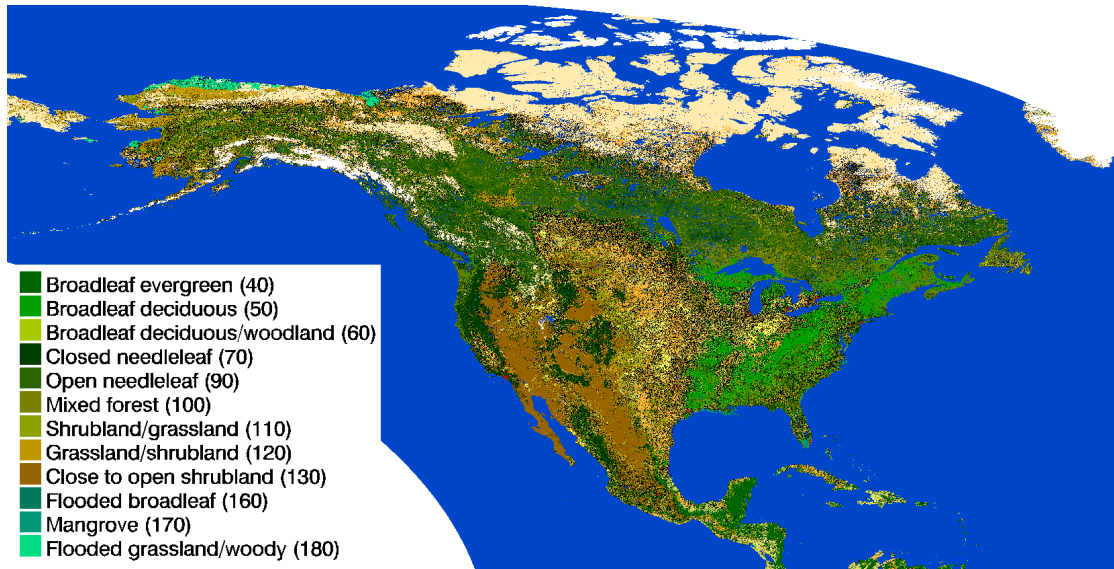 Broadleaf evergreen (40)
Broadleaf deciduous (50)
Broadleaf deciduous/woodland (60)
Closed needleleaf (70)
Open needleleaf (90)
Mixed forest (100)
Shrubland/grassland (110)
Grassland/shrubland (120)
Close to open shrubland (130)
Flooded broadleaf (160)
Mangrove (170)
Flooded grassland/woody (180)